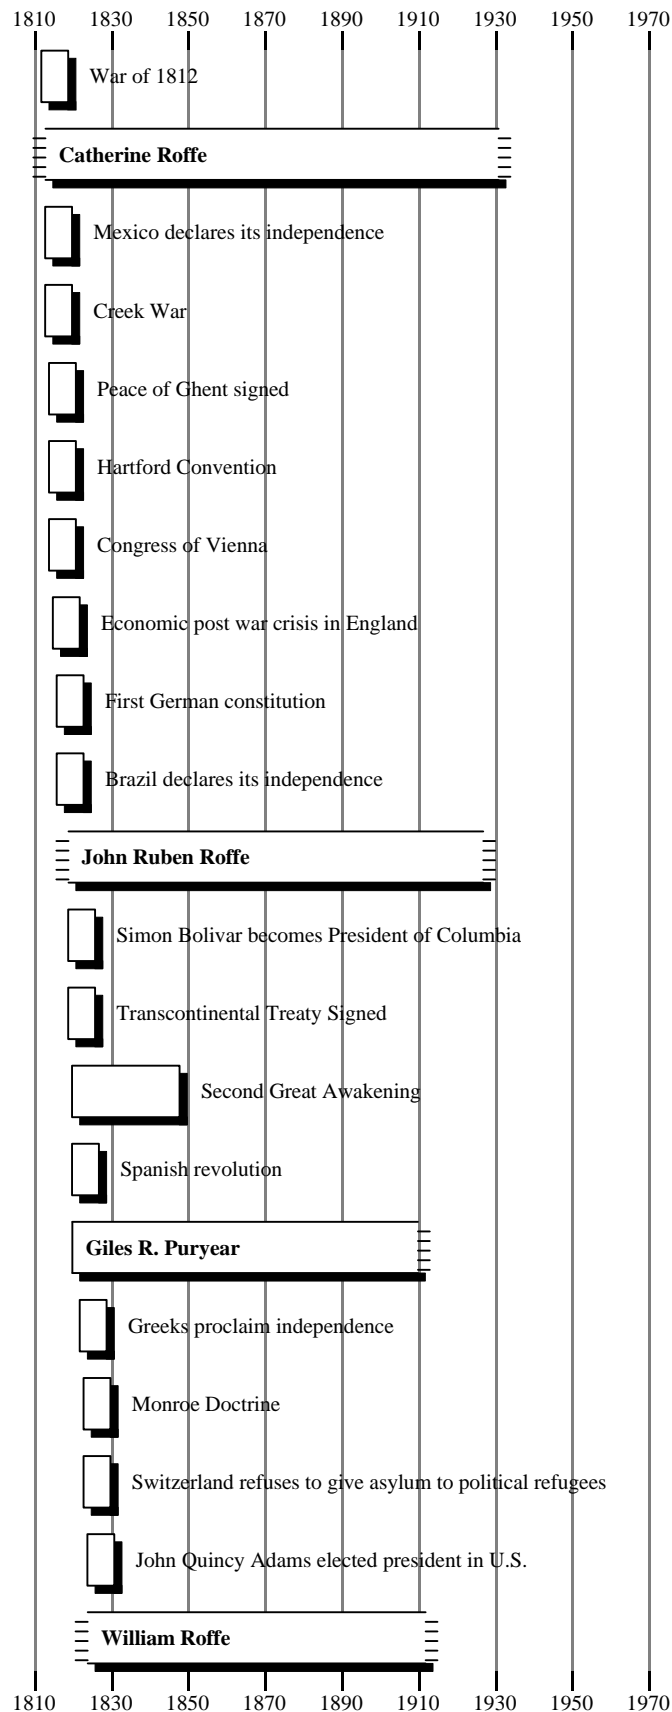 1810 1830 1850 1870 1890 1910 1930 1950 1970
War of 1812
Catherine Roffe
Mexico declares its independence
Creek War
Peace of Ghent signed
Hartford Convention
Congress of Vienna
Economic post war crisis in England
First German constitution
Brazil declares its independence
John Ruben Roffe
Simon Bolivar becomes President of Columbia
Transcontinental Treaty Signed
Second Great Awakening
Spanish revolution
Giles R. Puryear
Greeks proclaim independence
Monroe Doctrine
Switzerland refuses to give asylum to political refugees
John Quincy Adams elected president in U.S.
William Roffe
1810 1830 1850 1870 1890 1910 1930 1950 1970